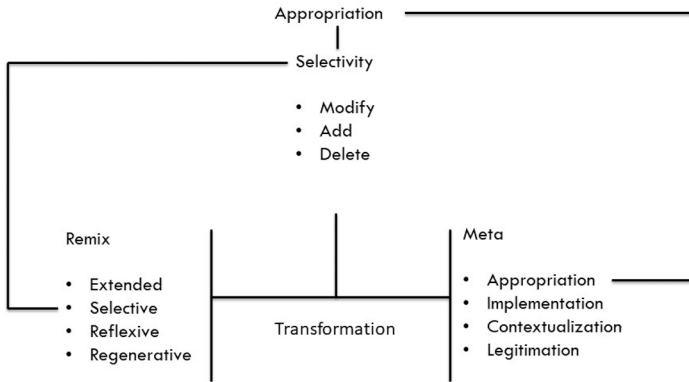 Appropriation
Selectivity
• Modify
• Add
• Delete
Remix
• Extended
• Selective
• Reflexive
• Regenerative
Transformation
Meta
• Appropriation
• Implementation
• Contextualization
• Legitimation